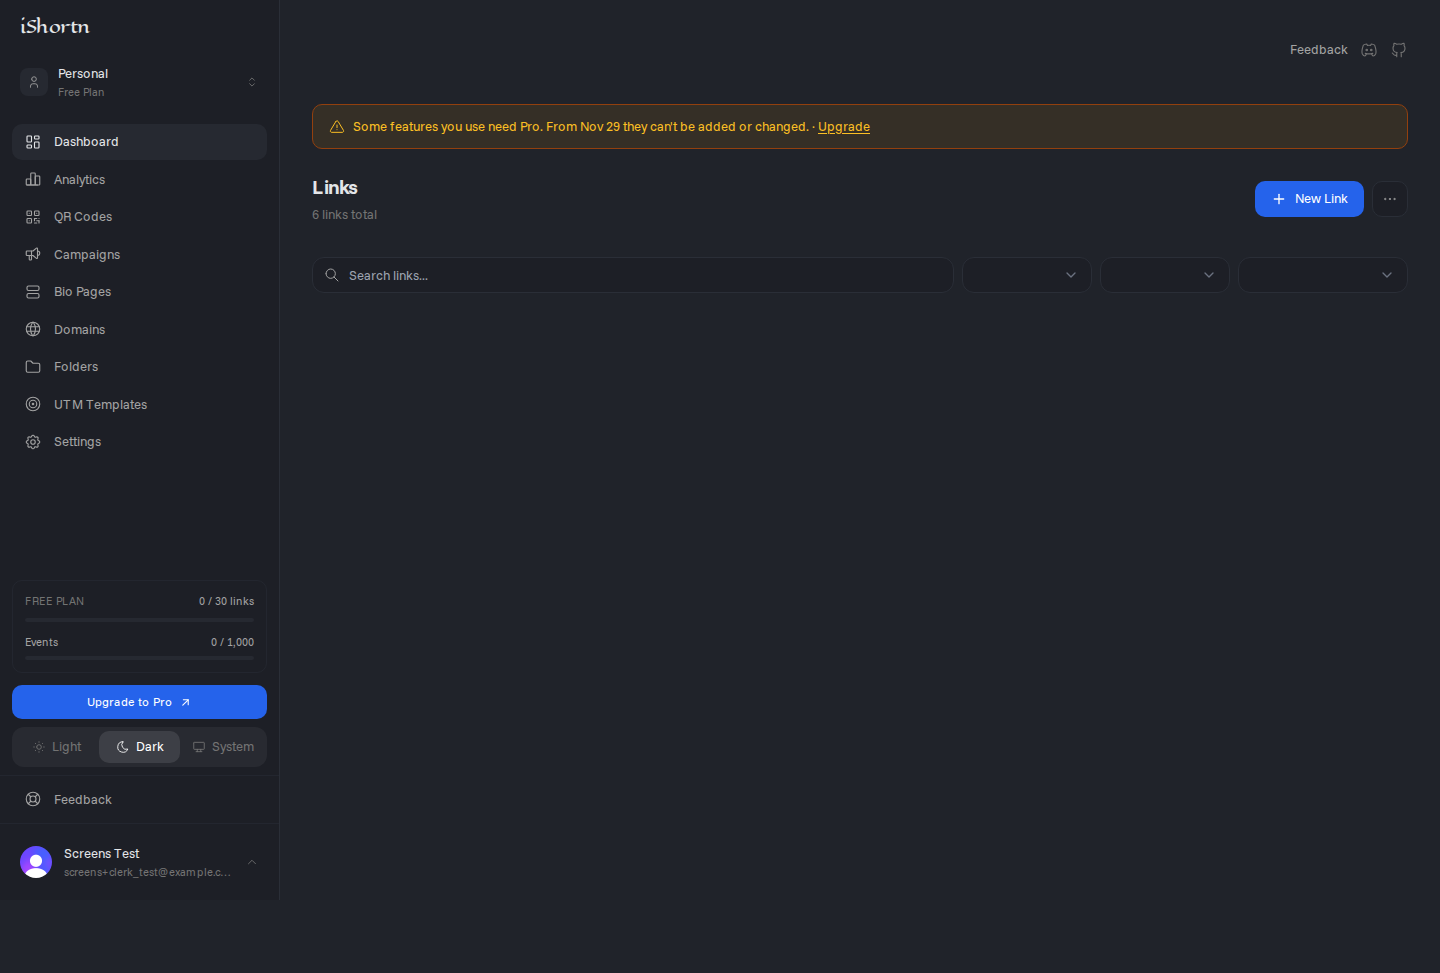 iShortn
Personal
Free Plan
Dashboard
Analytics
QR Codes
Campaigns
Bio Pages
Domains
Folders
UTM Templates
Settings
FREE PLAN 0 / 30 links
Events 0 / 1,000
Upgrade to Pro
Light Dark System
Feedback
Screens Test
screens+clerk_test@example.c...
Feedback
Some features you use need Pro. From Nov 29 they can't be added or changed. · Upgrade
Links
6 links total
New Link
Search links...